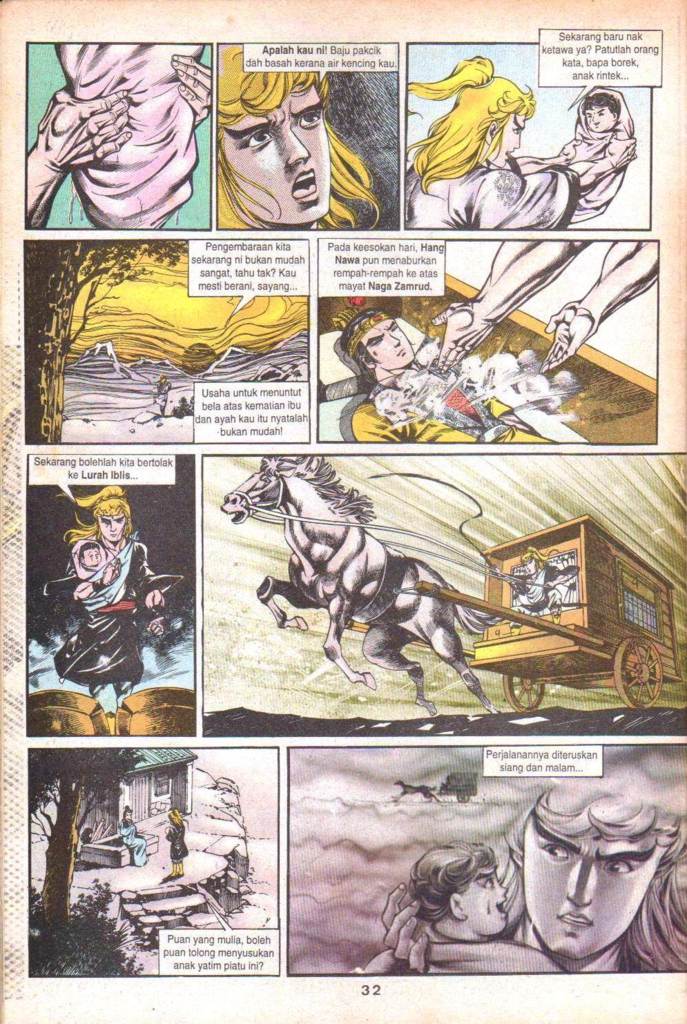 Apalah kau ni! Baju pakcik
dah basah kerana air kencing kau.
Sekarang baru nak
ketawa ya? Patutlah orang
kata, bapa borek,
anak rintek...
Pengembaraan kita
sekarang ni bukan mudah
sangat, tahu tak? Kau
mesti berani, sayang...
Usaha untuk menuntut
bela atas kematian ibu
dan ayah kau itu nyatalah
bukan mudah!
Pada keesokan hari, Hang
Nawa pun menaburkan
rempah-rempah ke atas
mayat Naga Zamrud.
Sekarang bolehlah kita bertolak
ke Lurah Iblis...
Puan yang mulia, boleh
puan tolong menyusukan
anak yatim piatu ini?
Perjalanannya diteruskan
siang dan malam...
32